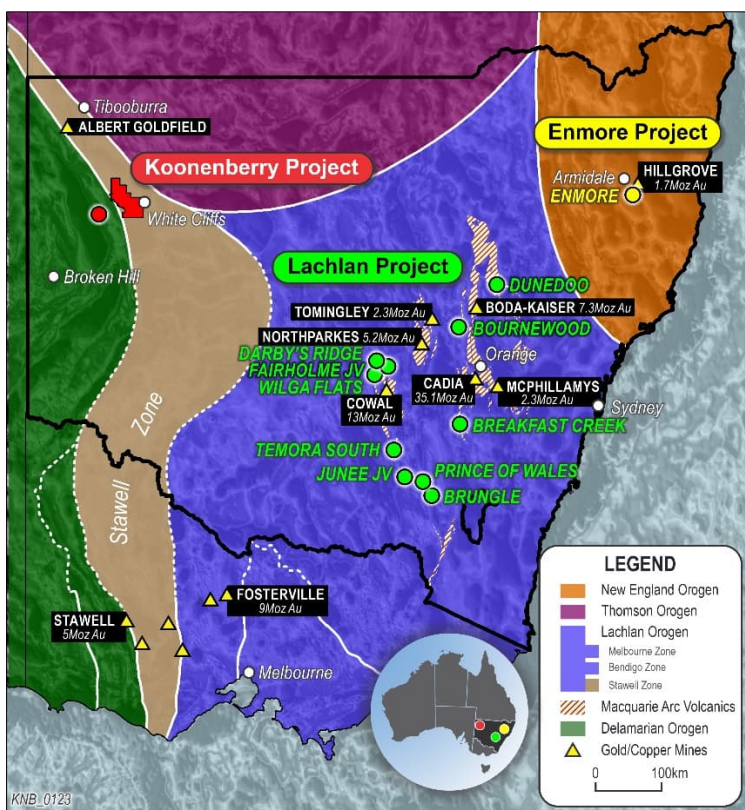 Tibooburra
ALBERT GOLDFIELD
Koonenberry Project
White Cliffs
Broken Hill
Enmore Project
Armidale
HILLGROVE
1.7Moz Au
ENMORE
Lachlan Project
DUNEDOO
TOMINGLEY 2.3Moz Au
BODA-KAISER 7.3Moz Au
NORTHPARKES
5.2Moz Au
BOURNEWOOD
DARBY'S RIDGE
FAIRHOLME JV
WILGA FLATS
Orange
COWAL
13Moz Au
CADIA
35.1Moz Au
MCPHILLAMYS
2.3Moz Au
Sydney
BREAKFAST CREEK
TEMORA SOUTH
JUNEE JV
PRINCE OF WALES
BRUNGLE
Stawell Zone
STAWELL
5Moz Au
FOSTERVILLE
9Moz Au
Melbourne
LEGEND
New England Orogen
Thomson Orogen
Lachlan Orogen
Melbourne Zone
Bendigo Zone
Stawell Zone
Macquarie Arc Volcanics
Delamarian Orogen
Gold/Copper Mines
0 100km
KNB_0123